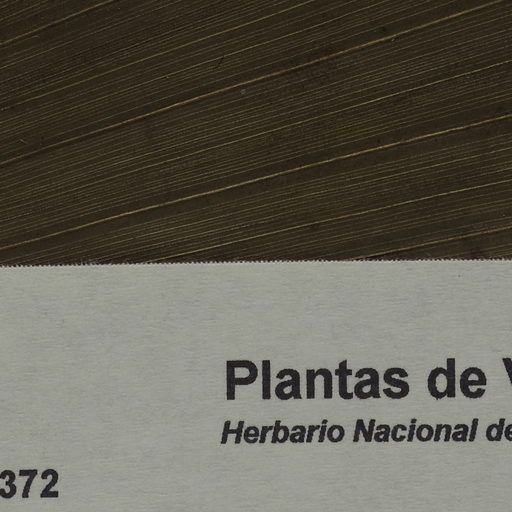 Plantas de
Herbario Nacional de
372